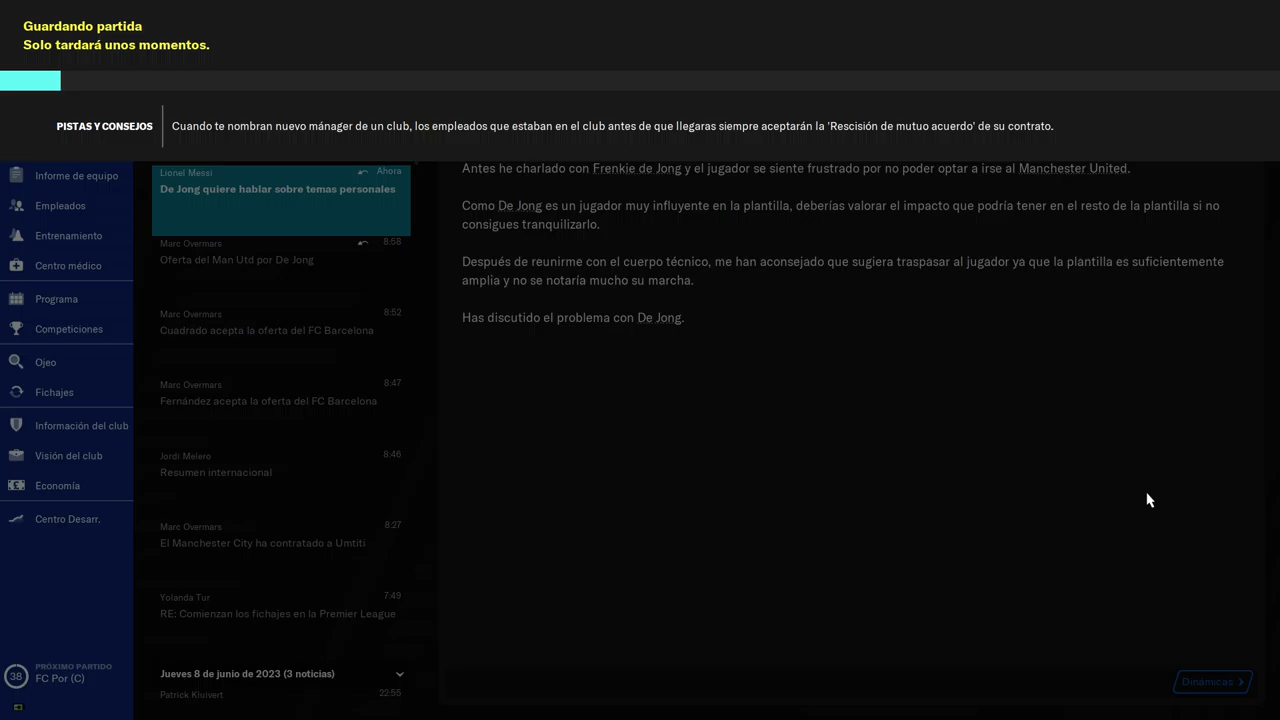 Guardando partida
Solo tardará unos momentos.
PISTAS Y CONSEJOS
Cuando te nombran nuevo mánager de un club, los empleados que estaban en el club antes de que llegaras siempre aceptarán la 'Rescisión de mutuo acuerdo' de su contrato.
Informe de equipo
Empleados
Entrenamiento
Centro médico
Programa
Competiciones
Ojeo
Fichajes
Información del club
Visión del club
Economía
Centro Desarr.
38
PRÓXIMO PARTIDO
FC Por (C)
Lionel Messi
Ahora
De Jong quiere hablar sobre temas personales
Marc Overmars
8:58
Oferta del Man Utd por De Jong
Marc Overmars
8:52
Cuadrado acepta la oferta del FC Barcelona
Marc Overmars
8:47
Fernández acepta la oferta del FC Barcelona
Jordi Melero
8:46
Resumen internacional
Marc Overmars
8:27
El Manchester City ha contratado a Umtiti
Yolanda Tur
7:49
RE: Comienzan los fichajes en la Premier League
Jueves 8 de junio de 2023 (3 noticias)
Patrick Kluivert
22:55
Antes he charlado con Frenkie de Jong y el jugador se siente frustrado por no poder optar a irse al Manchester United.
Como De Jong es un jugador muy influyente en la plantilla, deberías valorar el impacto que podría tener en el resto de la plantilla si no
consigues tranquilizarlo.
Después de reunirme con el cuerpo técnico, me han aconsejado que sugiera traspasar al jugador ya que la plantilla es suficientemente
amplia y no se notaría mucho su marcha.
Has discutido el problema con De Jong.
Dinámicas